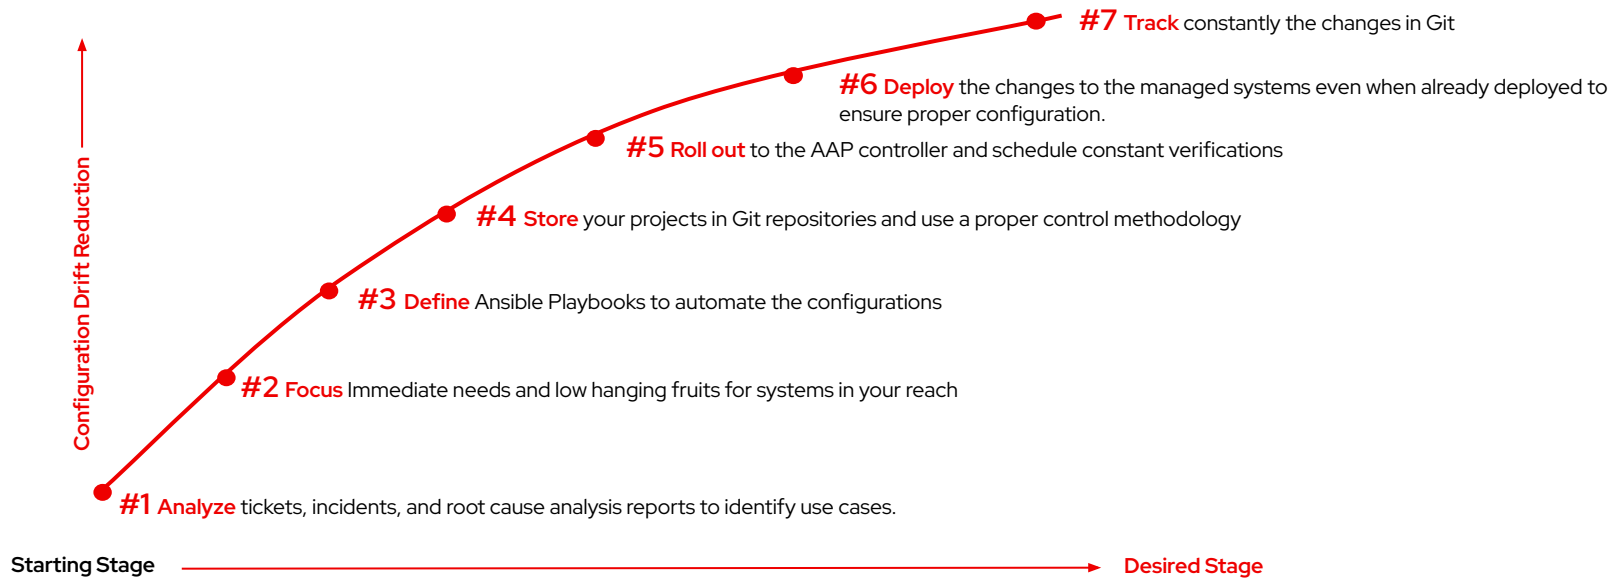 #7 Track constantly the changes in Git
#6 Deploy the changes to the managed systems even when already deployed to
ensure proper configuration.
#5 Roll out to the AAP controller and schedule constant verifications
#4 Store your projects in Git repositories and use a proper control methodology
#3 Define Ansible Playbooks to automate the configurations
#2 Focus Immediate needs and low hanging fruits for systems in your reach
#1 Analyze tickets, incidents, and root cause analysis reports to identify use cases.
Configuration Drift Reduction
Starting Stage
Desired Stage